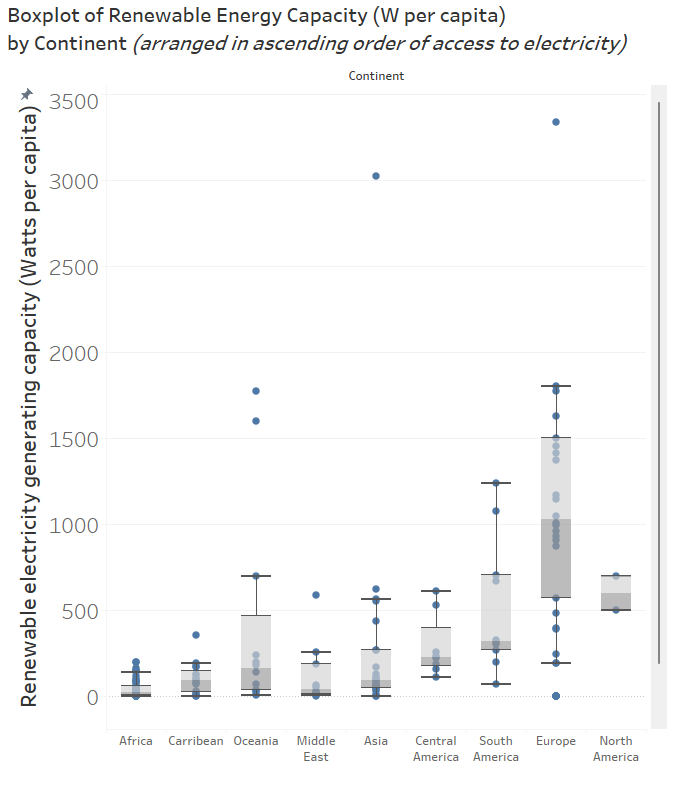 Boxplot of Renewable Energy Capacity (W per capita)
by Continent (arranged in ascending order of access to electricity)
Continent
Renewable electricity generating capacity (Watts per capita)
3500
3000
2500
2000
1500
1000
500
0
Africa
Carribean
Oceania
Middle
East
Asia
Central
America
South
America
Europe
North
America